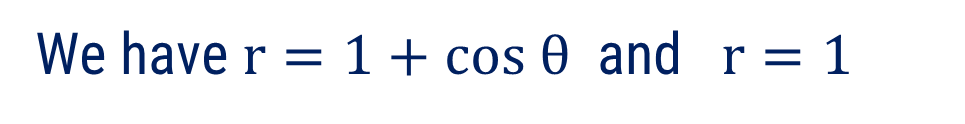 We have r = 1 + cos θ and r = 1